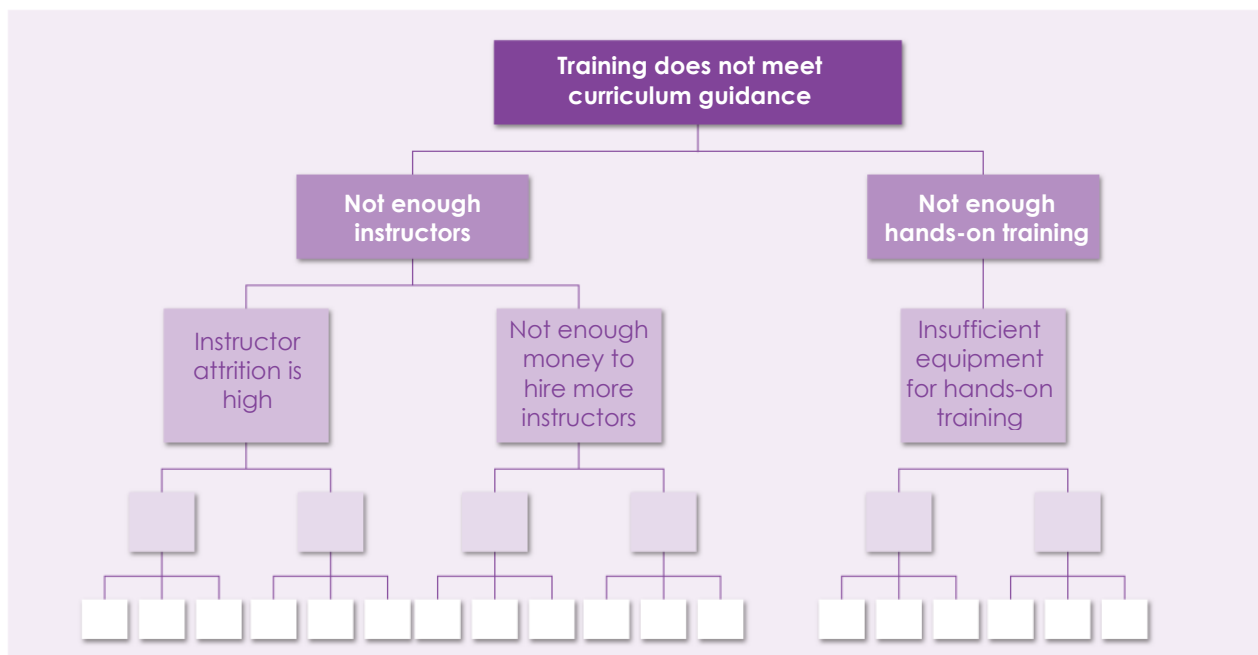 Training does not meet
curriculum guidance
Not enough
instructors
Not enough
hands-on training
Instructor
attrition is
high
Not enough
money to
hire more
instructors
Insufficient
equipment
for hands-on
training